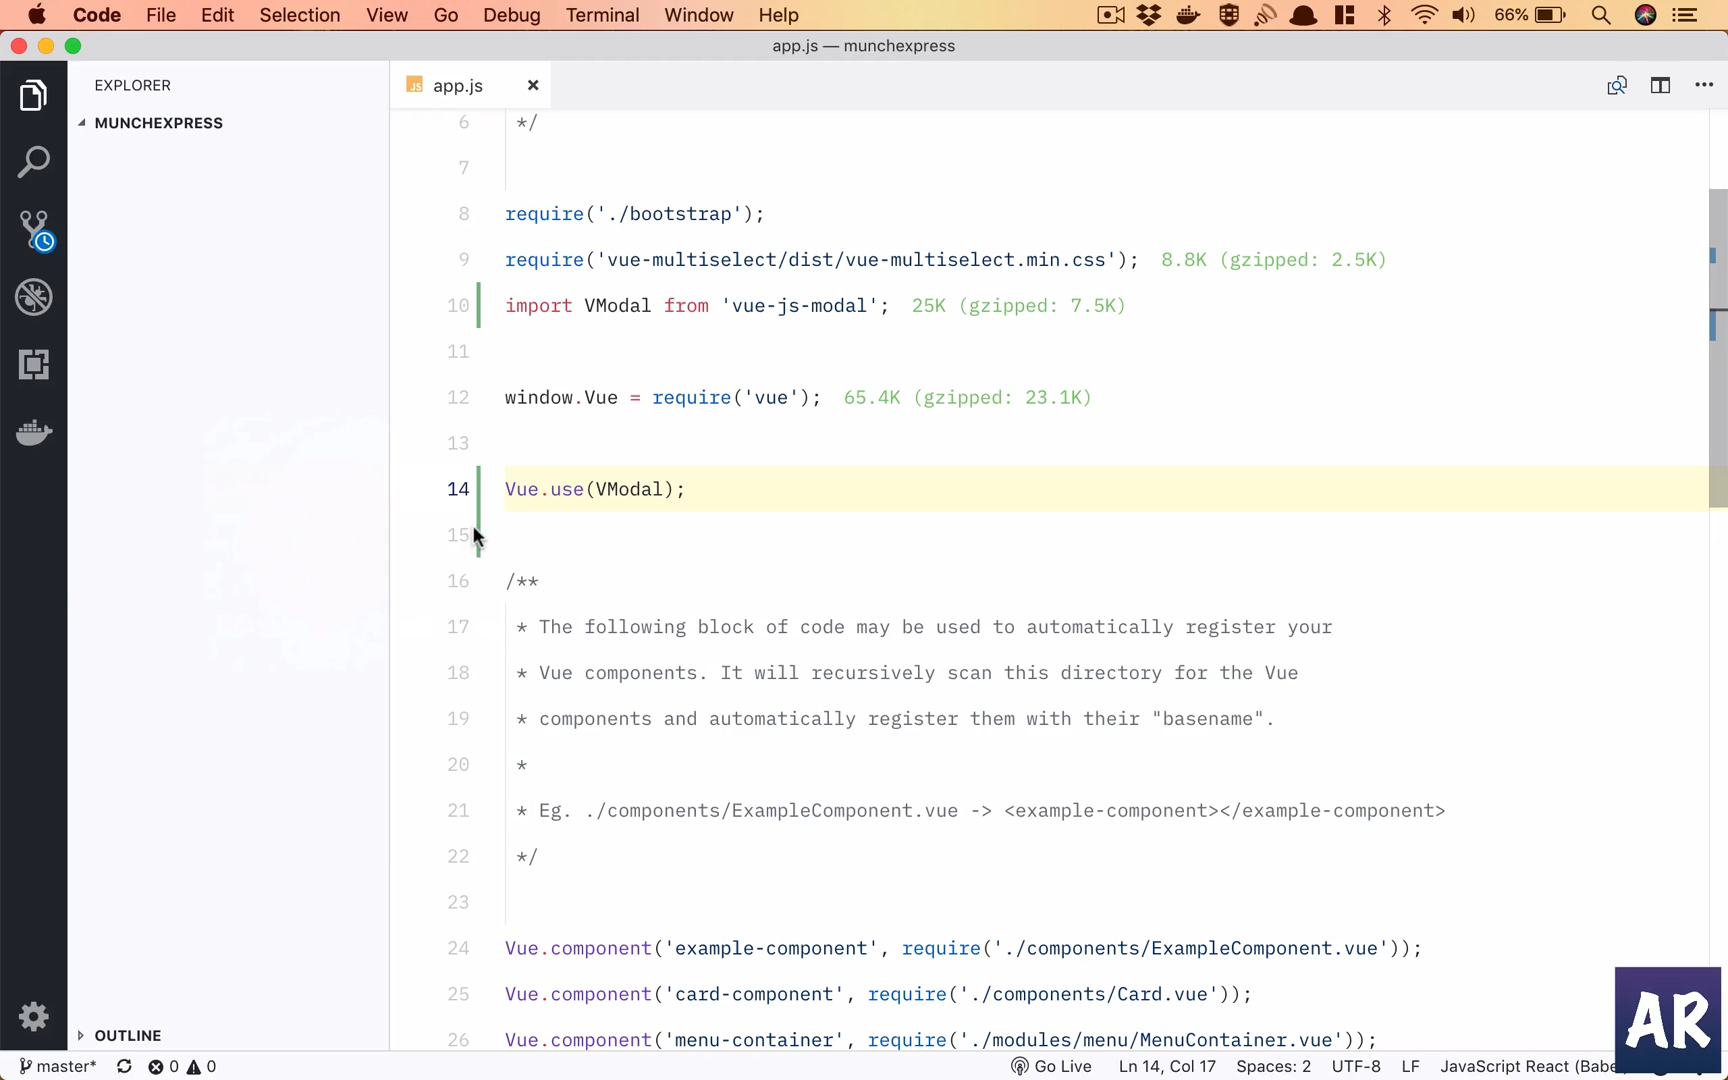 Code File Edit Selection View Go Debug Terminal Window Help 66%
app.js — munchexpress
EXPLORER
MUNCHEXPRESS
OUTLINE
JS app.js
6 */
7
8 require('./bootstrap');
9 require('vue-multiselect/dist/vue-multiselect.min.css'); 8.8K (gzipped: 2.5K)
10 import VModal from 'vue-js-modal'; 25K (gzipped: 7.5K)
11
12 window.Vue = require('vue'); 65.4K (gzipped: 23.1K)
13
14 Vue.use(VModal);
15
16 /**
17 * The following block of code may be used to automatically register your
18 * Vue components. It will recursively scan this directory for the Vue
19 * components and automatically register them with their "basename".
20 *
21 * Eg. ./components/ExampleComponent.vue -> <example-component></example-component>
22 */
23
24 Vue.component('example-component', require('./components/ExampleComponent.vue'));
25 Vue.component('card-component', require('./components/Card.vue'));
26 Vue.component('menu-container', require('./modules/menu/MenuContainer.vue'));
AR
master* 0 0 Go Live Ln 14, Col 17 Spaces: 2 UTF-8 LF JavaScript React (Babe